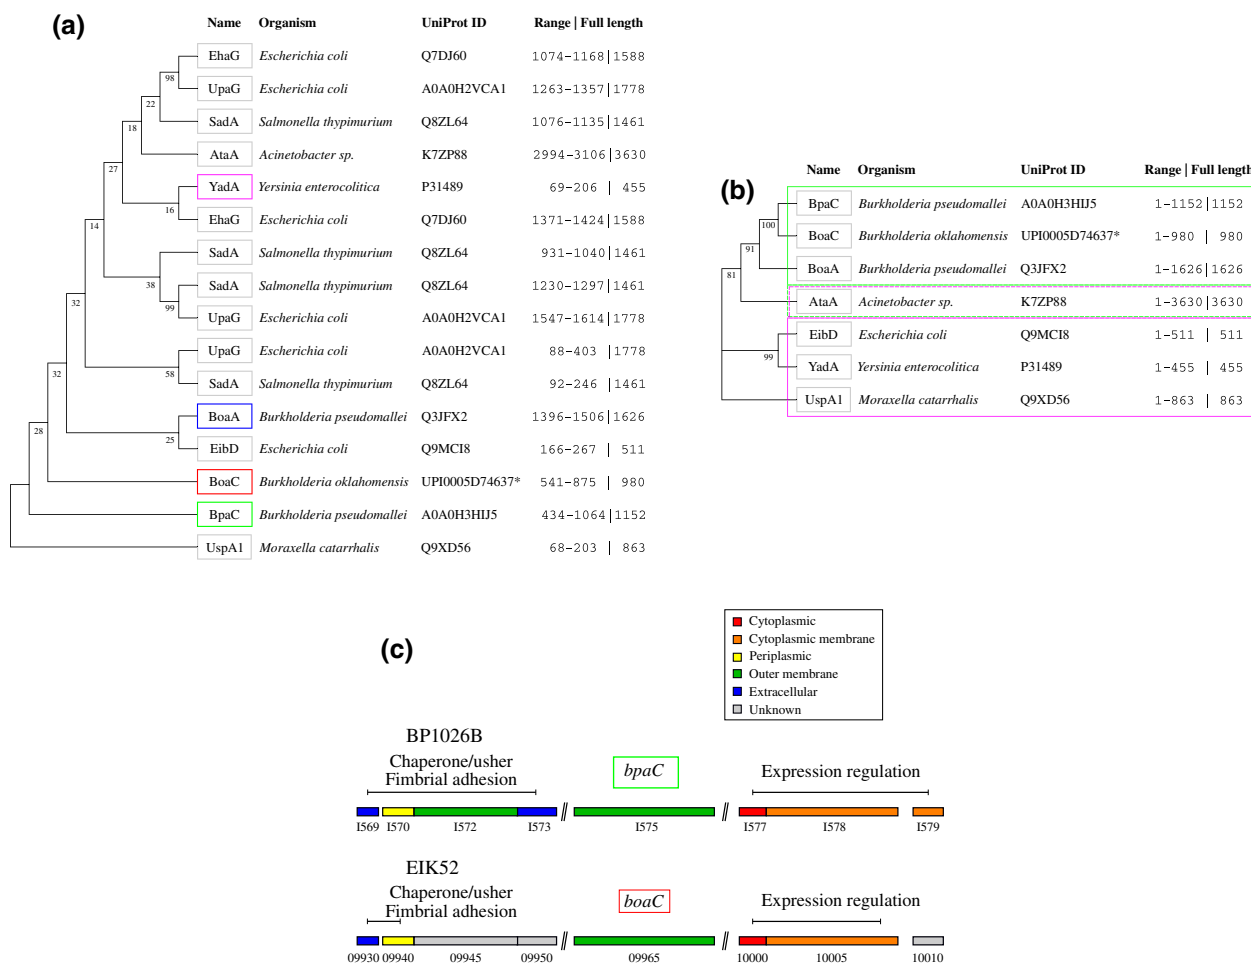 (a)
Name Organism UniProt ID Range | Full length
EhaG Escherichia coli Q7DJ60 1074-1168|1588
98
UpaG Escherichia coli A0A0H2VCA1 1263-1357|1778
22
SadA Salmonella thypimurium Q8ZL64 1076-1135|1461
18
AtaA Acinetobacter sp. K7ZP88 2994-3106|3630
27
YadA Yersinia enterocolitica P31489 69-206 | 455
16
EhaG Escherichia coli Q7DJ60 1371-1424|1588
14
SadA Salmonella thypimurium Q8ZL64 931-1040|1461
38
SadA Salmonella thypimurium Q8ZL64 1230-1297|1461
99
UpaG Escherichia coli A0A0H2VCA1 1547-1614|1778
32
UpaG Escherichia coli A0A0H2VCA1 88-403 |1778
58
32
SadA Salmonella thypimurium Q8ZL64 92-246 |1461
BoaA Burkholderia pseudomallei Q3JFX2 1396-1506|1626
28
25
EibD Escherichia coli Q9MCI8 166-267 | 511
BoaC Burkholderia oklahomensis UPI0005D74637* 541-875 | 980
BpaC Burkholderia pseudomallei A0A0H3HIJ5 434-1064|1152
UspA1 Moraxella catarrhalis Q9XD56 68-203 | 863
(b)
Name Organism UniProt ID Range | Full length
BpaC Burkholderia pseudomallei A0A0H3HIJ5 1-1152|1152
100
BoaC Burkholderia oklahomensis UPI0005D74637* 1-980 | 980
91
BoaA Burkholderia pseudomallei Q3JFX2 1-1626|1626
81
AtaA Acinetobacter sp. K7ZP88 1-3630|3630
EibD Escherichia coli Q9MCI8 1-511 | 511
99
YadA Yersinia enterocolitica P31489 1-455 | 455
UspA1 Moraxella catarrhalis Q9XD56 1-863 | 863
(c)
Cytoplasmic
Cytoplasmic membrane
Periplasmic
Outer membrane
Extracellular
Unknown
BP1026B
Chaperone/usher
Fimbrial adhesion
bpaC
Expression regulation
// //
I569 I570 I572 I573 I575 I577 I578 I579
EIK52
Chaperone/usher
Fimbrial adhesion
boaC
Expression regulation
// //
09930 09940 09945 09950 09965 10000 10005 10010